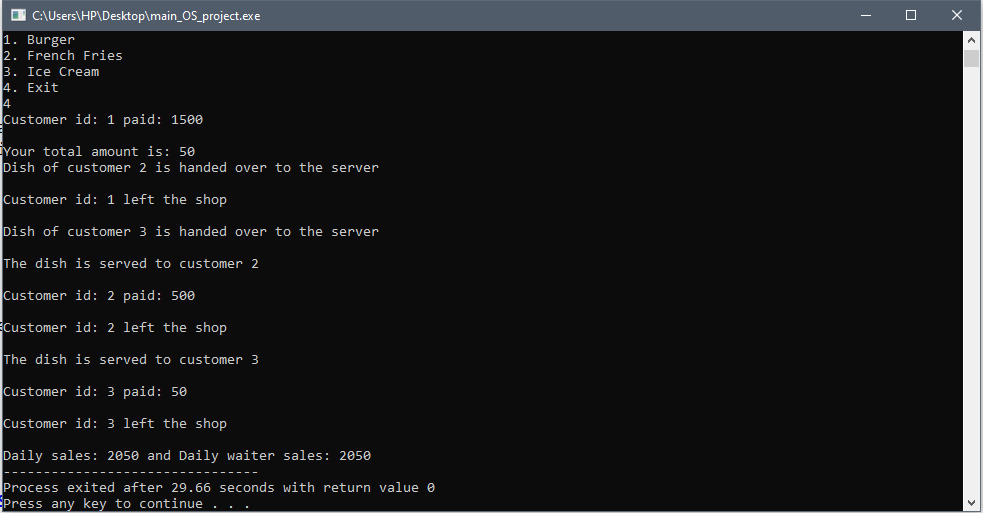 C:\Users\HP\Desktop\main_OS_project.exe
1. Burger
2. French Fries
3. Ice Cream
4. Exit
4
Customer id: 1 paid: 1500
Your total amount is: 50
Dish of customer 2 is handed over to the server
Customer id: 1 left the shop
Dish of customer 3 is handed over to the server
The dish is served to customer 2
Customer id: 2 paid: 500
Customer id: 2 left the shop
The dish is served to customer 3
Customer id: 3 paid: 50
Customer id: 3 left the shop
Daily sales: 2050 and Daily waiter sales: 2050
--------------------------------
Process exited after 29.66 seconds with return value 0
Press any key to continue . . .